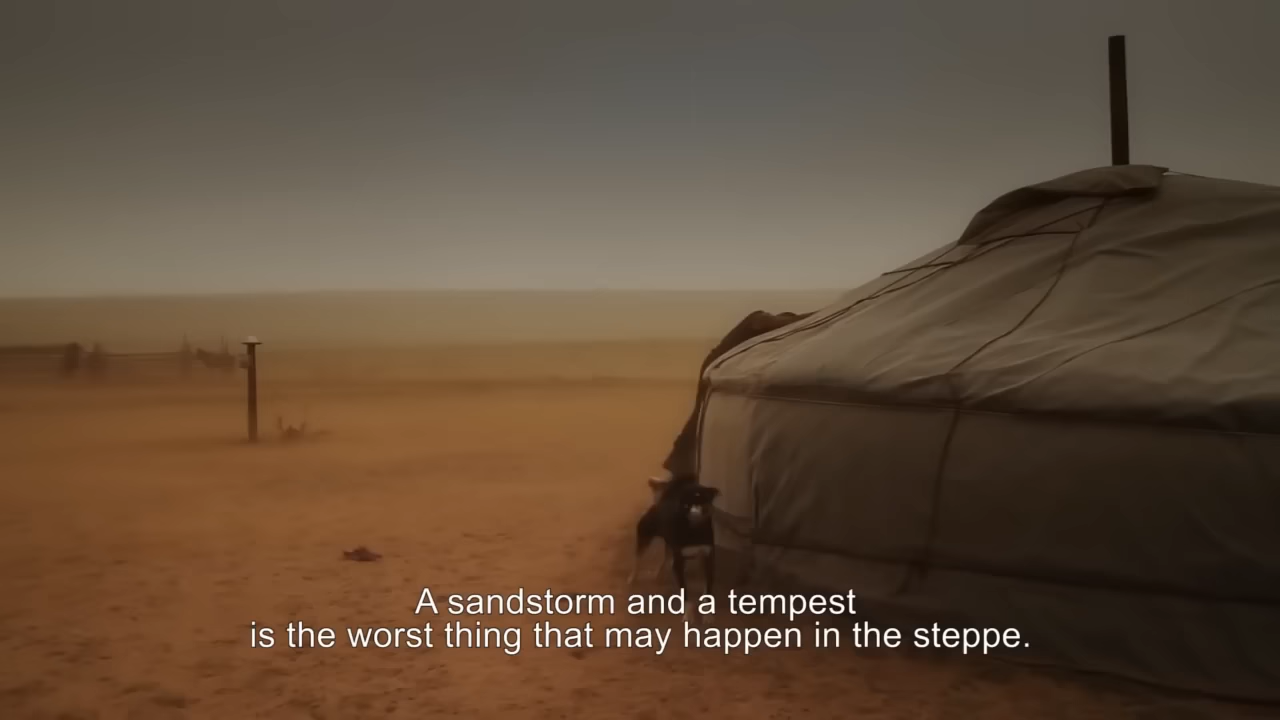 A sandstorm and a tempest
is the worst thing that may happen in the steppe.